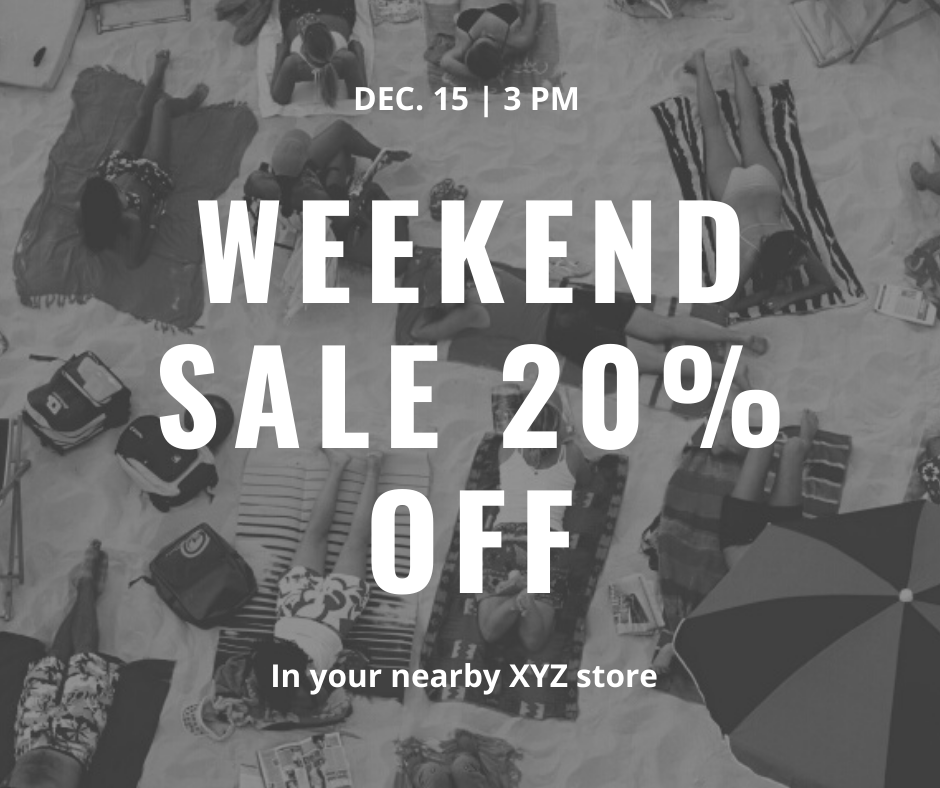 DEC. 15 | 3 PM
WEEKEND
SALE 20%
OFF
In your nearby XYZ store